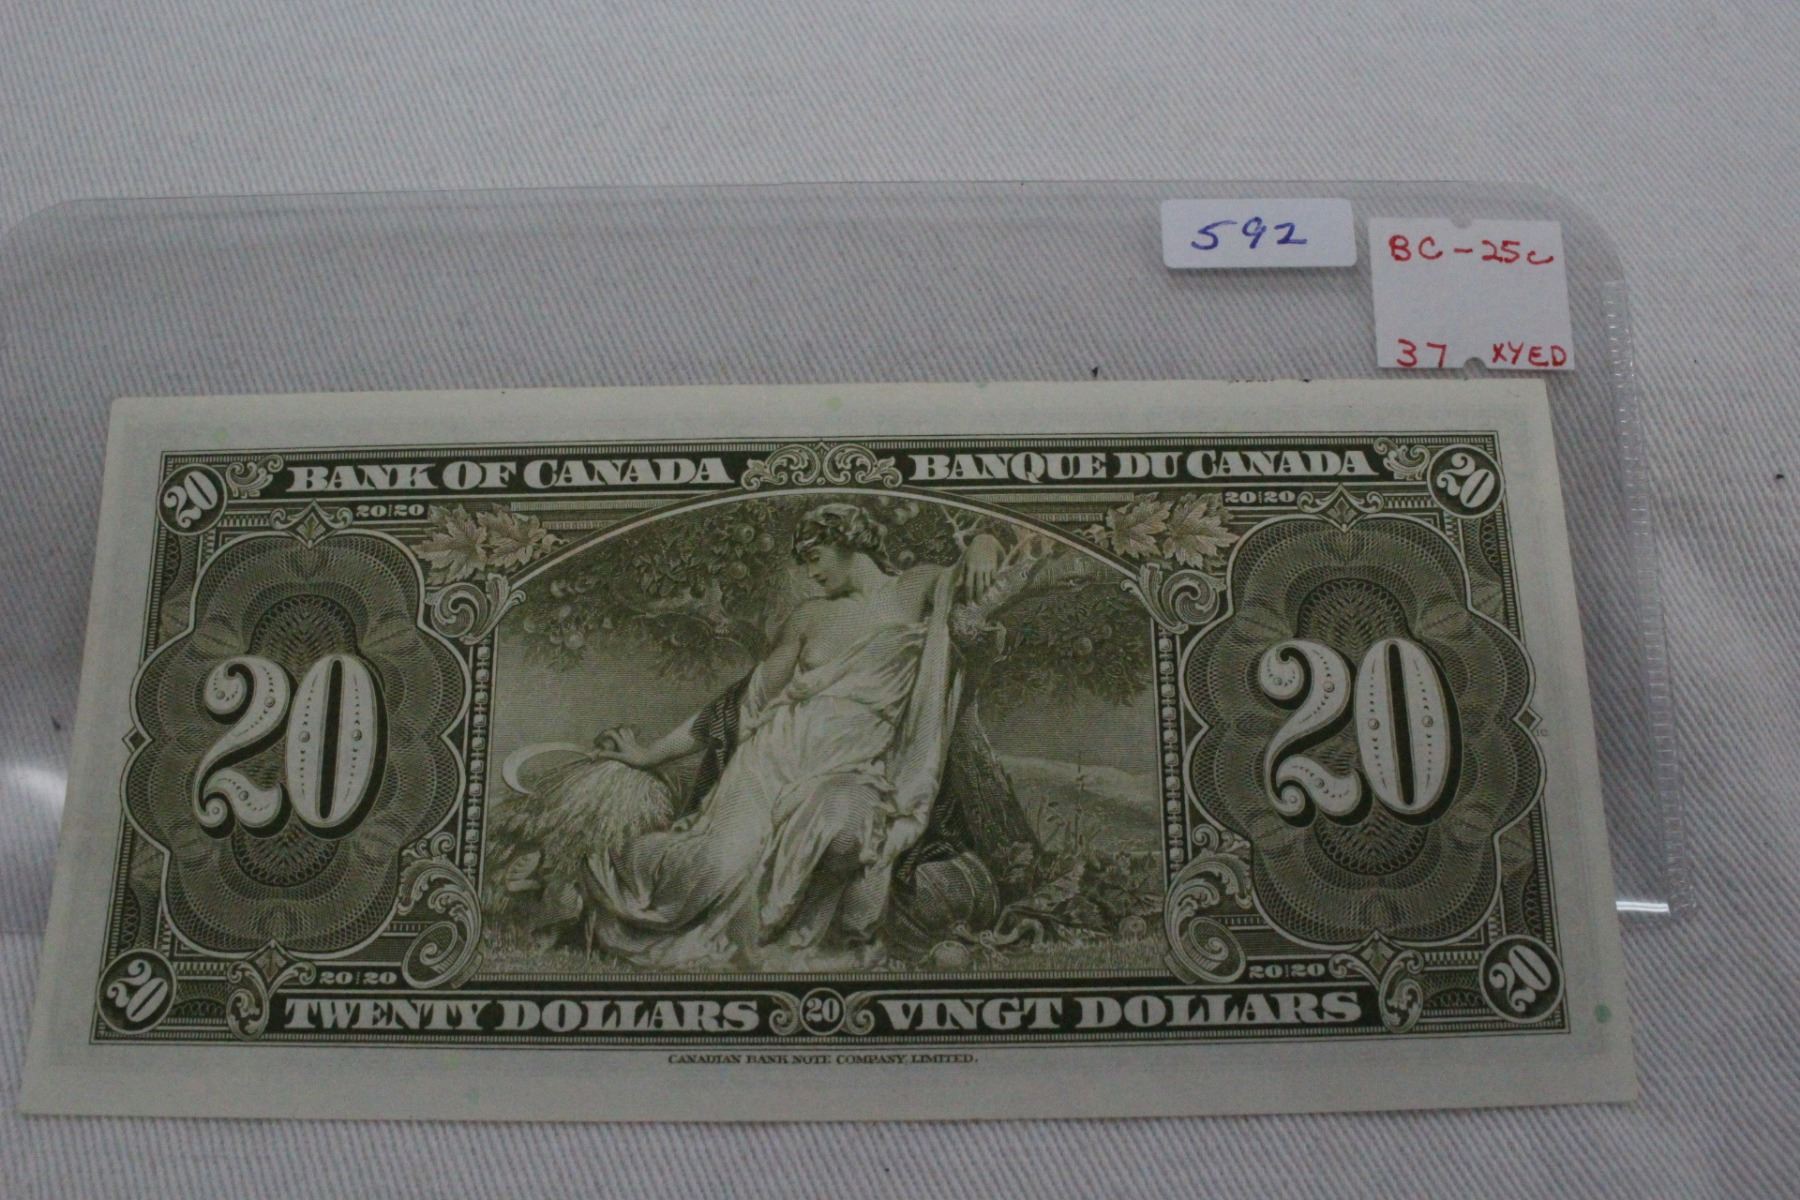 592
BC-25c
37 XYED
BANK OF CANADA BANQUE DU CANADA
20 20|20 20|20 20
20 20
20 20|20 20|20 20
TWENTY DOLLARS 20 VINGT DOLLARS
CANADIAN BANK NOTE COMPANY, LIMITED.